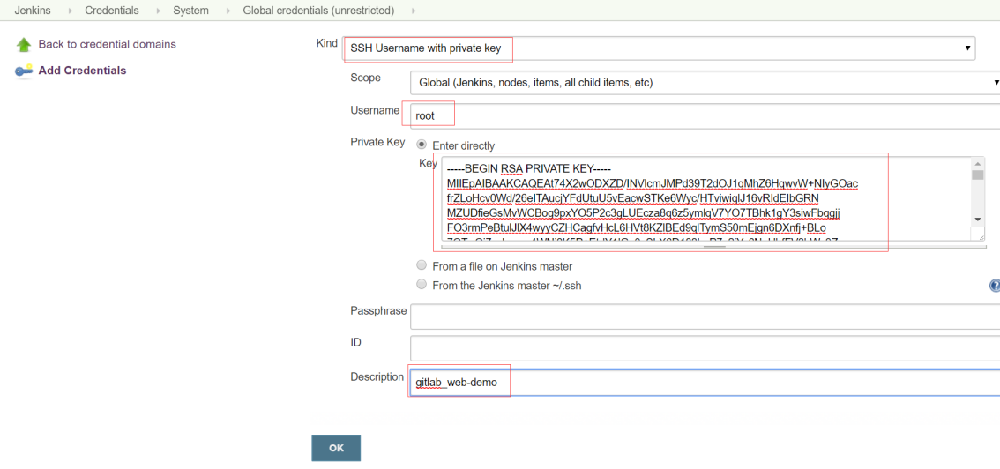 Jenkins Credentials System Global credentials (unrestricted)
Back to credential domains
Add Credentials
Kind SSH Username with private key
Scope Global (Jenkins, nodes, items, all child items, etc)
Username root
Private Key Enter directly
Key -----BEGIN RSA PRIVATE KEY-----
MIIEpAIBAAKCAQEAt74X2wODXZD/INVlcmJMPd39T2dOJ1qMhZ6HqwvW+NIyGOac
frZLoHcv0Wd/26eITAucjYFdUtuU5vEacwSTKe6Wyc/HTviwiqlJ16vRIdEIbGRN
MZUDfieGsMvWCBog9pxYO5P2c3gLUEcza8q6z5ymlqV7YO7TBhk1gY3siwFbqgjj
FO3rmPeBtulJlX4wyyCZHCagfvHcL6HVt8KZlBEd9qlTymS50mEjgn6DXnfj+BLo
From a file on Jenkins master
From the Jenkins master ~/.ssh
Passphrase
ID
Description gitlab_web-demo
OK